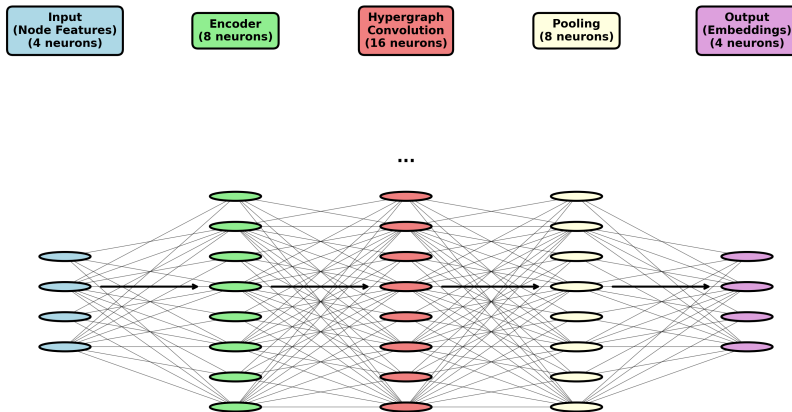 Input
(Node Features)
(4 neurons)
Encoder
(8 neurons)
Hypergraph
Convolution
(16 neurons)
Pooling
(8 neurons)
Output
(Embeddings)
(4 neurons)
...